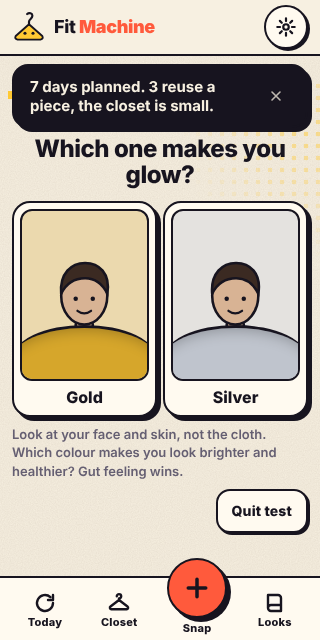 Fit Machine
7 days planned. 3 reuse a
piece, the closet is small.
Which one makes you
glow?
Gold
Silver
Look at your face and skin, not the cloth.
Which colour makes you look brighter and
healthier? Gut feeling wins.
Quit test
Today
Closet
Snap
Looks